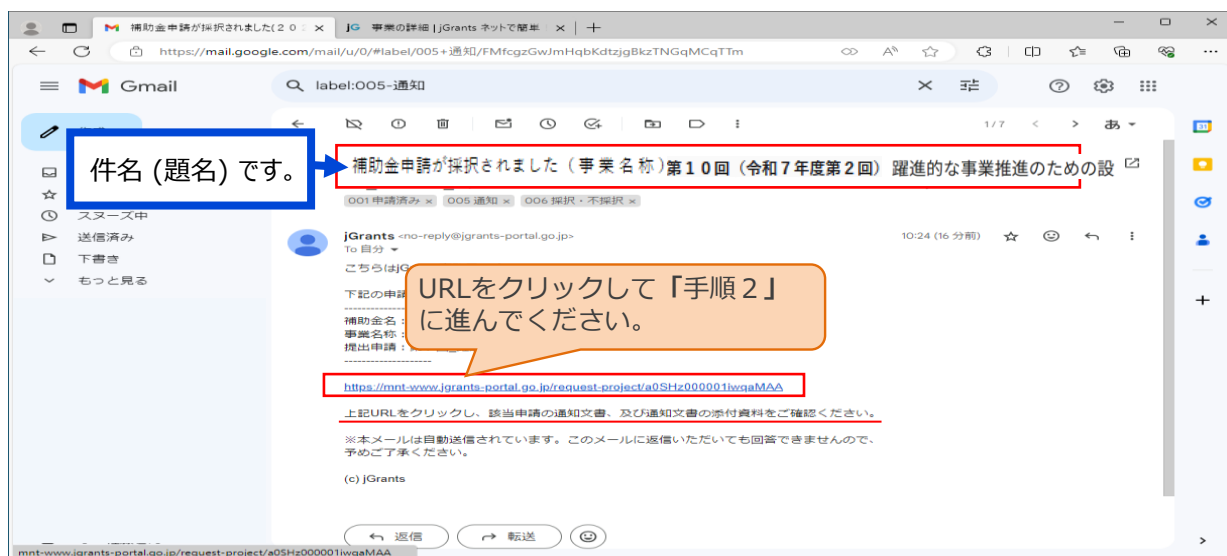 補助金申請が採択されました(２０２
jG 事業の詳細 | jGrants ネットで簡単
https://mail.google.com/mail/u/0/#label/005+通知/FMfcgzGwJmHqbKdtzjgBkzTNGqMCqTTm
Gmail
label:005-通知
1/7
あ
件名 (題名) です。
補助金申請が採択されました（事業名称）第１０回（令和７年度第２回）躍進的な事業推進のための設
001 申請済み × 005 通知 × 006 採択・不採択 ×
スヌーズ中
送信済み
下書き
もっと見る
jGrants <no-reply@jgrants-portal.go.jp>
10:24 (16 分前)
To 自分
こちらはjG
下記の申請
--------------------
補助金名：
事業名称：
提出申請：
--------------------
URLをクリックして「手順２」
に進んでください。
https://mnt-www.jgrants-portal.go.jp/request-project/a0SHz000001iwqaMAA
上記URLをクリックし、該当申請の通知文書、及び通知文書の添付資料をご確認ください。
※本メールは自動送信されています。このメールに返信いただいても回答できませんので、
予めご了承ください。
(c) jGrants
返信
転送
mnt-www.jgrants-portal.go.jp/request-project/a0SHz000001iwqaMAA
31